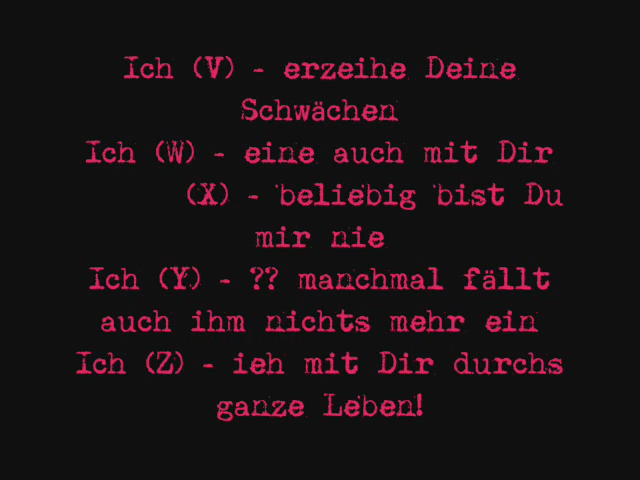 Ich (V) - erzeihe Deine
Schwächen
Ich (W) - eine auch mit Dir
(X) - beliebig bist Du
mir nie
Ich (Y) - ?? manchmal fällt
auch ihm nichts mehr ein
Ich (Z) - ieh mit Dir durchs
ganze Leben!